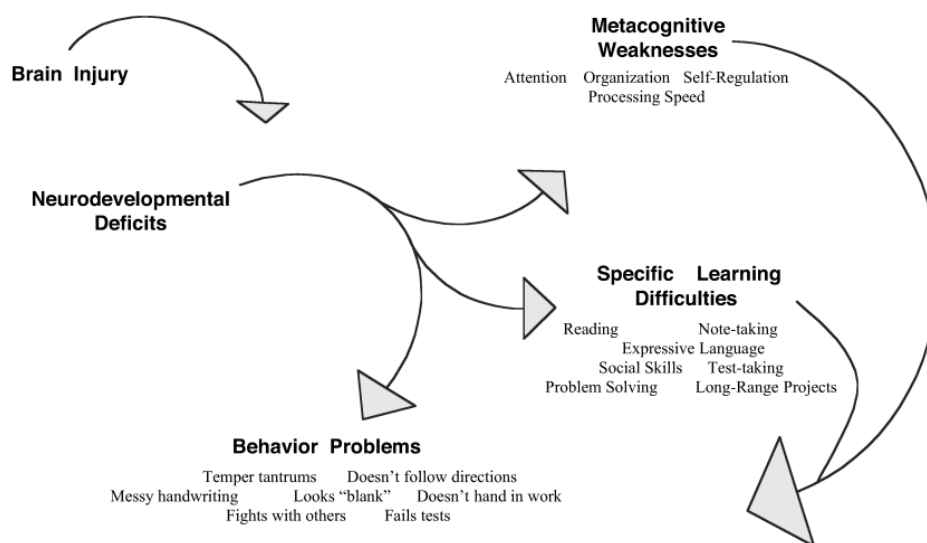 Metacognitive
Weaknesses
Brain Injury
Attention Organization Self-Regulation
Processing Speed
Neurodevelopmental
Deficits
Specific Learning
Difficulties
Reading Note-taking
Expressive Language
Social Skills Test-taking
Problem Solving Long-Range Projects
Behavior Problems
Temper tantrums Doesn’t follow directions
Messy handwriting Looks “blank” Doesn’t hand in work
Fights with others Fails tests